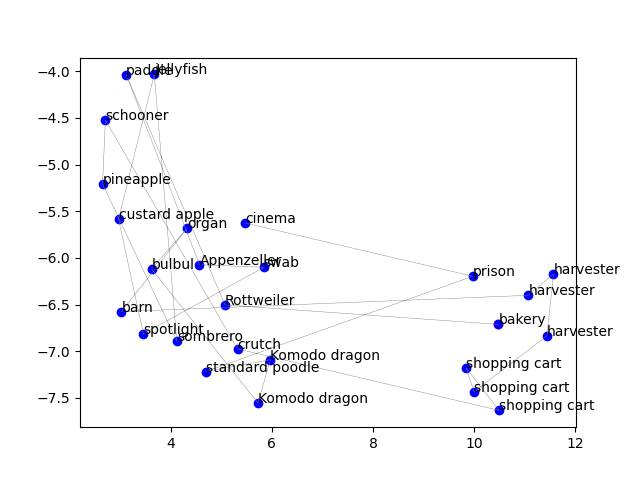 −4.0
−4.5
−5.0
−5.5
−6.0
−6.5
−7.0
−7.5
4
6
8
10
12
paddle
jellyfish
schooner
pineapple
custard apple
organ
cinema
bulbul
Appenzeller
swab
prison
harvester
harvester
barn
Rottweiler
bakery
spotlight
sombrero
harvester
crutch
Komodo dragon
standard poodle
shopping cart
shopping cart
Komodo dragon
shopping cart